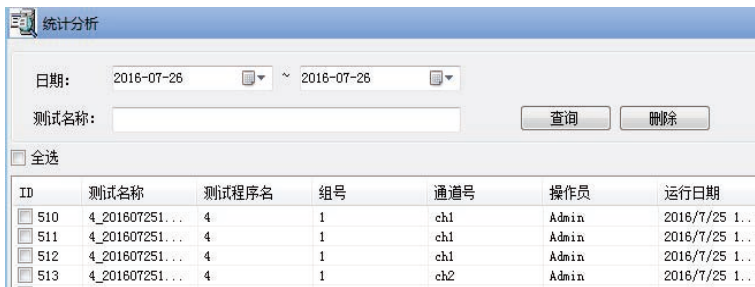 统计分析
日期: 2016-07-26 ~ 2016-07-26
测试名称: 查询 删除
全选
ID 测试名称 测试程序名 组号 通道号 操作员 运行日期
510 4_201607251... 4 1 ch1 Admin 2016/7/25 1..
511 4_201607251... 4 1 ch1 Admin 2016/7/25 1..
512 4_201607251... 4 1 ch1 Admin 2016/7/25 1..
513 4_201607251... 4 1 ch2 Admin 2016/7/25 1..